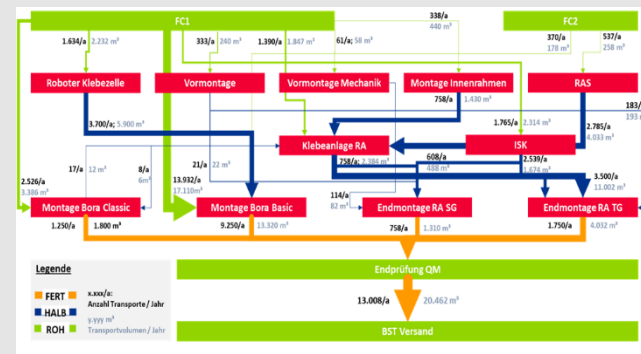 FC1
FC2
338/a
440 m³
1.634/a
2.232 m³
333/a
240 m³
1.390/a
1.847 m³
61/a; 58 m³
370/a
178 m³
537/a
258 m³
Roboter Klebezelle
Vormontage
Vormontage Mechanik
Montage Innenrahmen
RAS
758/a
1.430 m³
183/a
193 m³
1.765/a
2.314 m³
2.785/a
4.033 m³
3.700/a; 5.900 m³
Klebeanlage RA
ISK
17/a
12 m³
8/a
6m³
21/a
22 m³
758/a; 2.384 m³
608/a
488 m³
2.539/a
1.674 m³
2.526/a
3.386 m³
13.932/a
17.110m³
114/a
82 m³
3.500/a
11.002 m³
Montage Bora Classic
Montage Bora Basic
Endmontage RA SG
Endmontage RA TG
1.250/a
1.800 m³
9.250/a
13.320 m³
758/a
1.310 m³
1.750/a
4.032 m³
Legende
FERT
HALB
ROH
x.xxx/a:
Anzahl Transporte / Jahr
y.yyy m³
Transportvolumen / Jahr
Endprüfung QM
13.008/a
20.462 m³
BST Versand